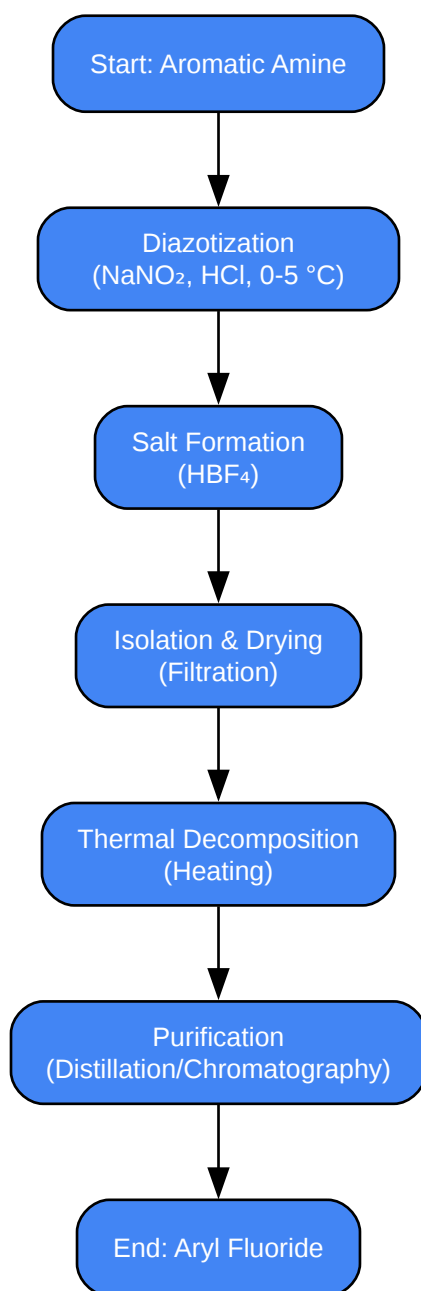 Start: Aromatic Amine
Diazotization
(NaNO₂, HCl, 0-5 °C)
Salt Formation
(HBF₄)
Isolation & Drying
(Filtration)
Thermal Decomposition
(Heating)
Purification
(Distillation/Chromatography)
End: Aryl Fluoride